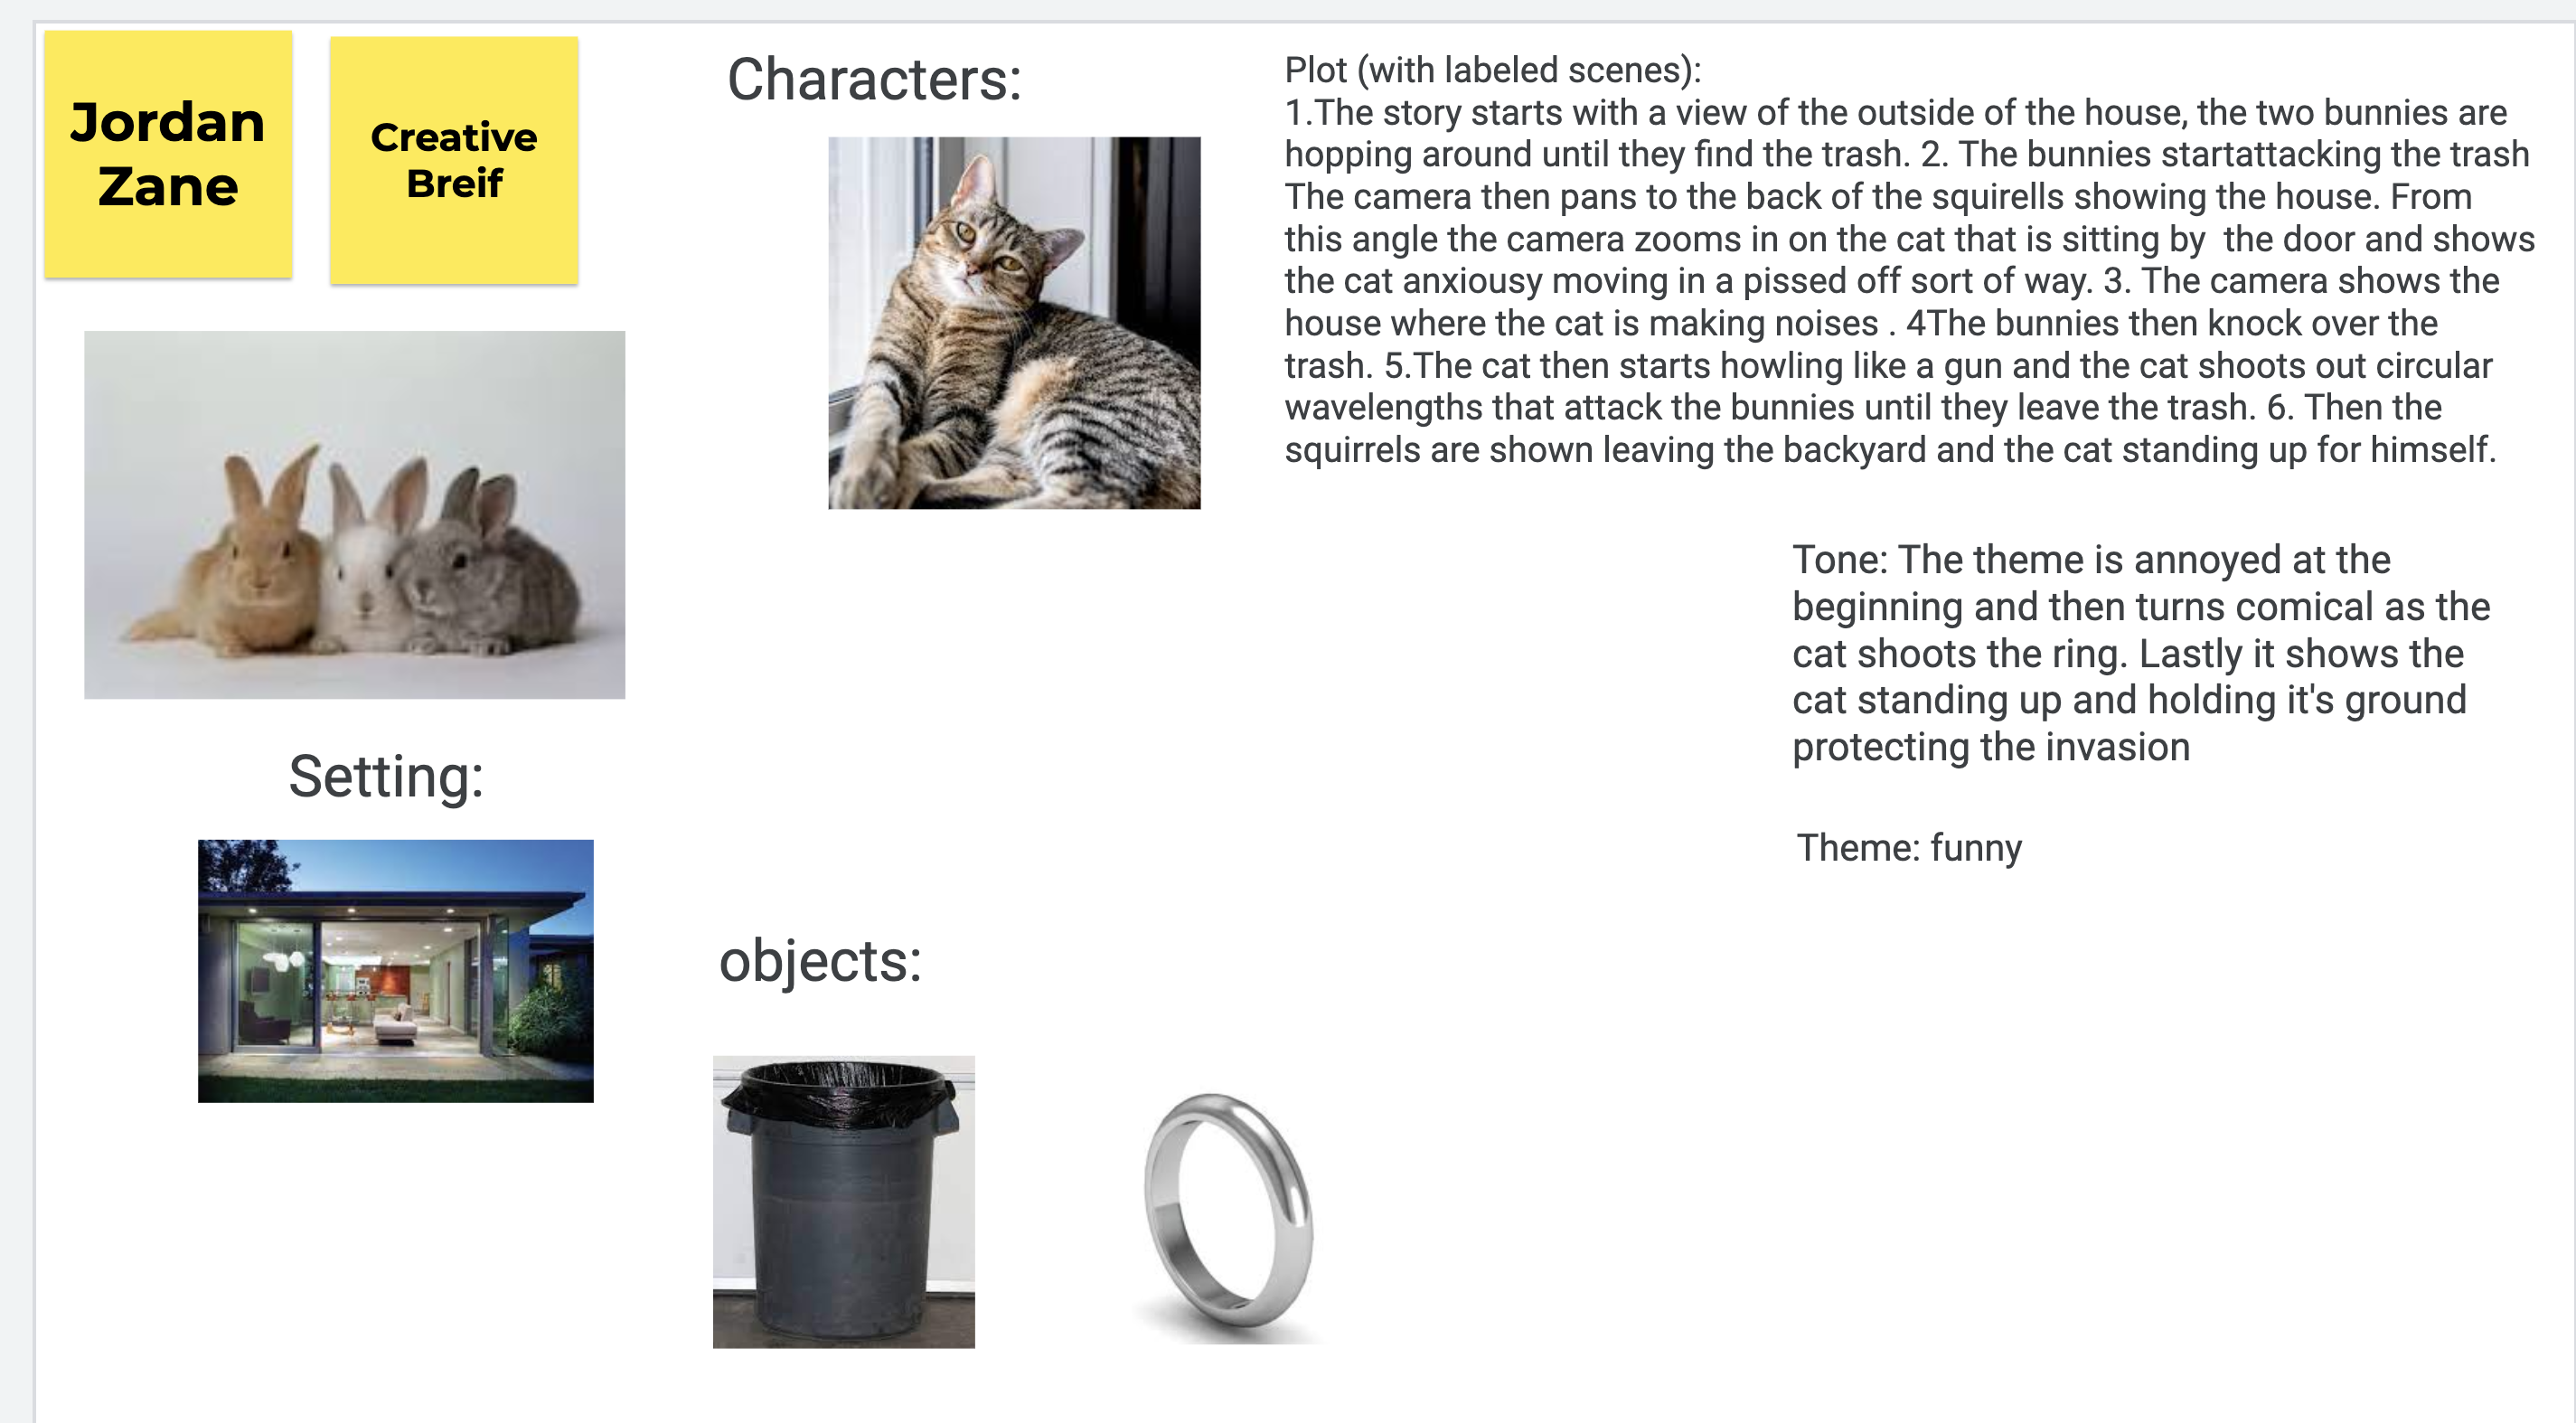 Jordan
Zane
Creative
Breif
Characters:
Plot (with labeled scenes):
1.The story starts with a view of the outside of the house, the two bunnies are
hopping around until they find the trash. 2. The bunnies startattacking the trash
The camera then pans to the back of the squirells showing the house. From
this angle the camera zooms in on the cat that is sitting by  the door and shows
the cat anxiousy moving in a pissed off sort of way. 3. The camera shows the
house where the cat is making noises . 4The bunnies then knock over the
trash. 5.The cat then starts howling like a gun and the cat shoots out circular
wavelengths that attack the bunnies until they leave the trash. 6. Then the
squirrels are shown leaving the backyard and the cat standing up for himself.
Tone: The theme is annoyed at the
beginning and then turns comical as the
cat shoots the ring. Lastly it shows the
cat standing up and holding it's ground
protecting the invasion
Theme: funny
Setting:
objects: